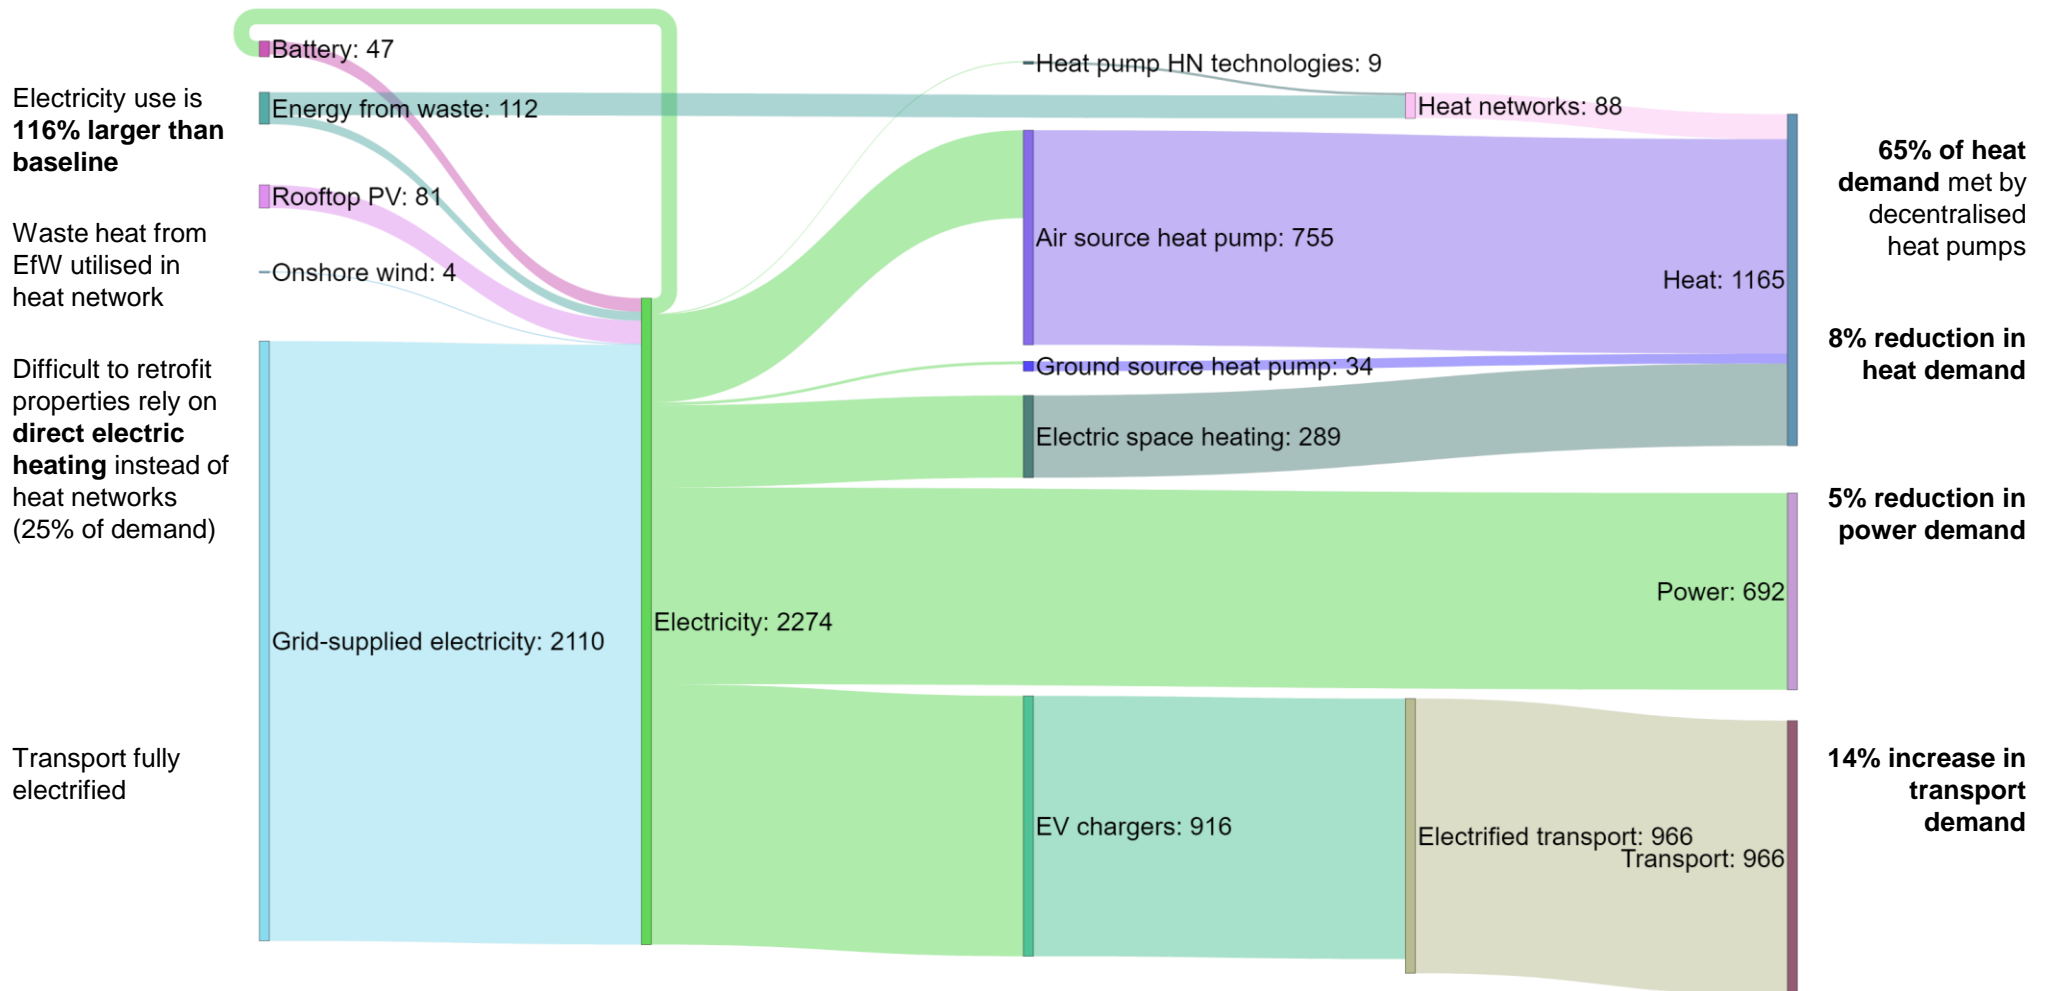 Electricity use is
116% larger than
baseline
Waste heat from
EfW utilised in
heat network
Difficult to retrofit
properties rely on
direct electric
heating instead of
heat networks
(25% of demand)
Transport fully
electrified
Battery: 47
Energy from waste: 112
Rooftop PV: 81
Onshore wind: 4
Grid-supplied electricity: 2110
Electricity: 2274
Heat pump HN technologies: 9
Air source heat pump: 755
Ground source heat pump: 34
Electric space heating: 289
EV chargers: 916
Heat networks: 88
Electrified transport: 966
Heat: 1165
Power: 692
Transport: 966
65% of heat
demand met by
decentralised
heat pumps
8% reduction in
heat demand
5% reduction in
power demand
14% increase in
transport
demand